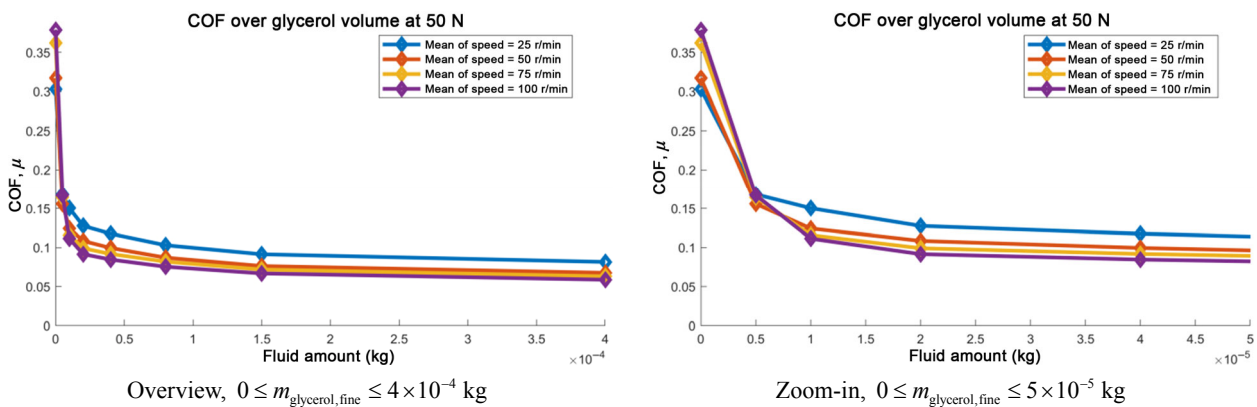 COF over glycerol volume at 50 N
Mean of speed = 25 r/min
Mean of speed = 50 r/min
Mean of speed = 75 r/min
Mean of speed = 100 r/min
COF, μ
0.35
0.3
0.25
0.2
0.15
0.1
0.05
0
0 0.5 1 1.5 2 2.5 3 3.5 4
Fluid amount (kg)
×10⁻⁴
Overview, 0 ≤ m_glycerol,fine ≤ 4×10⁻⁴ kg
COF over glycerol volume at 50 N
Mean of speed = 25 r/min
Mean of speed = 50 r/min
Mean of speed = 75 r/min
Mean of speed = 100 r/min
COF, μ
0.35
0.3
0.25
0.2
0.15
0.1
0.05
0
0 0.5 1 1.5 2 2.5 3 3.5 4 4.5 5
Fluid amount (kg)
×10⁻⁵
Zoom-in, 0 ≤ m_glycerol,fine ≤ 5×10⁻⁵ kg